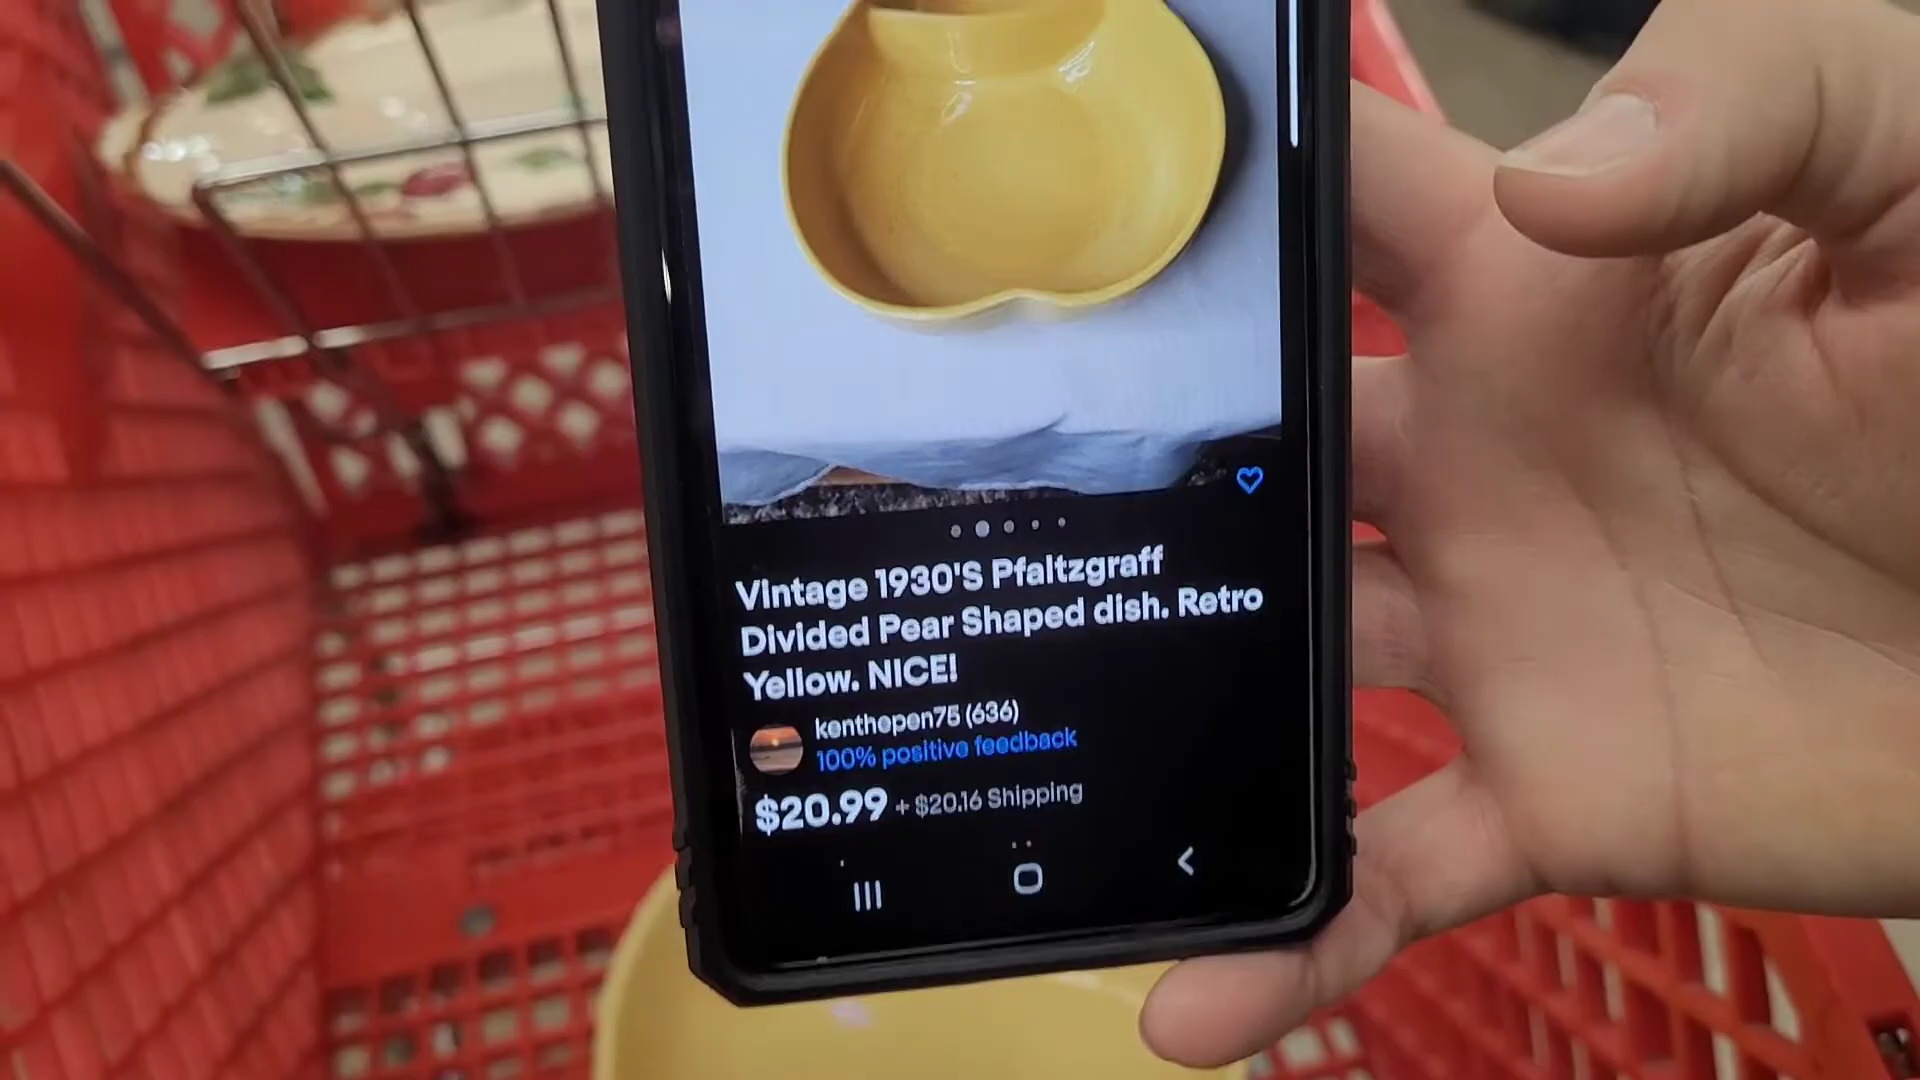 Vintage 1930'S Pfaltzgraff
Divided Pear Shaped dish. Retro
Yellow. NICE!
kenthepen75 (636)
100% positive feedback
$20.99 + $20.16 Shipping